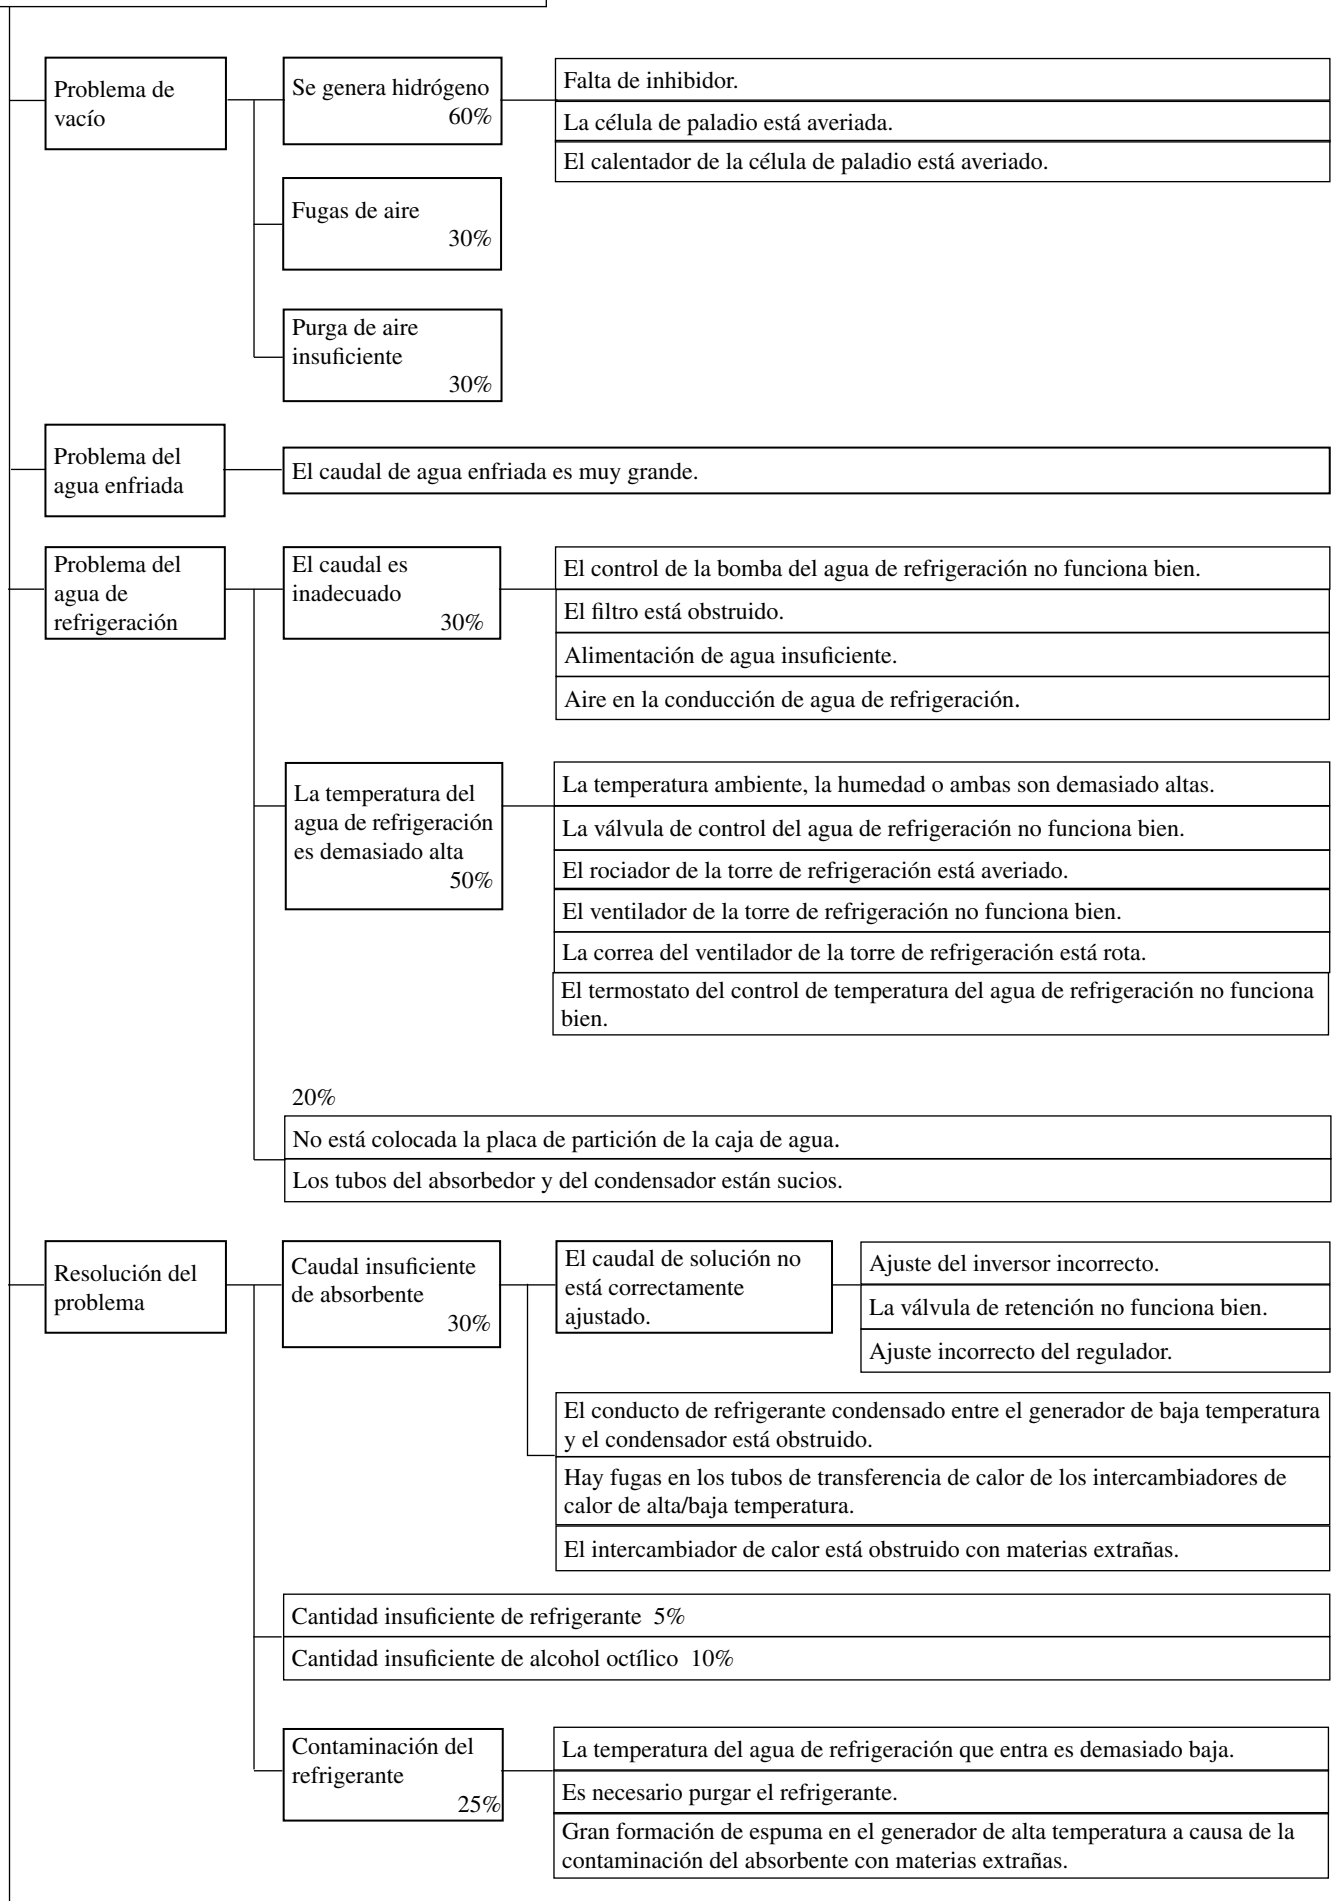 Problema de
vacío
Se genera hidrógeno
60%
Falta de inhibidor.
La célula de paladio está averiada.
El calentador de la célula de paladio está averiado.
Fugas de aire
30%
Purga de aire
insuficiente
30%
Problema del
agua enfriada
El caudal de agua enfriada es muy grande.
Problema del
agua de
refrigeración
El caudal es
inadecuado
30%
El control de la bomba del agua de refrigeración no funciona bien.
El filtro está obstruido.
Alimentación de agua insuficiente.
Aire en la conducción de agua de refrigeración.
La temperatura del
agua de refrigeración
es demasiado alta
50%
La temperatura ambiente, la humedad o ambas son demasiado altas.
La válvula de control del agua de refrigeración no funciona bien.
El rociador de la torre de refrigeración está averiado.
El ventilador de la torre de refrigeración no funciona bien.
La correa del ventilador de la torre de refrigeración está rota.
El termostato del control de temperatura del agua de refrigeración no funciona
bien.
20%
No está colocada la placa de partición de la caja de agua.
Los tubos del absorbedor y del condensador están sucios.
Resolución del
problema
Caudal insuficiente
de absorbente
30%
El caudal de solución no
está correctamente
ajustado.
Ajuste del inversor incorrecto.
La válvula de retención no funciona bien.
Ajuste incorrecto del regulador.
El conducto de refrigerante condensado entre el generador de baja temperatura
y el condensador está obstruido.
Hay fugas en los tubos de transferencia de calor de los intercambiadores de
calor de alta/baja temperatura.
El intercambiador de calor está obstruido con materias extrañas.
Cantidad insuficiente de refrigerante 5%
Cantidad insuficiente de alcohol octílico 10%
Contaminación del
refrigerante
25%
La temperatura del agua de refrigeración que entra es demasiado baja.
Es necesario purgar el refrigerante.
Gran formación de espuma en el generador de alta temperatura a causa de la
contaminación del absorbente con materias extrañas.